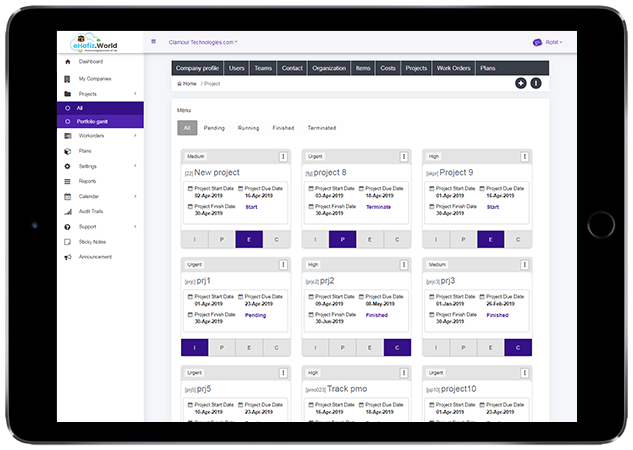 eHafiz.World
Clamour Technologies.com
Rohit
Dashboard
My Companies
Projects
All
Portfolio gantt
Workorders
Plans
Settings
Reports
Calendar
Audit Trails
Support
Sticky Notes
Announcement
Company profile Users Teams Contact Organization Items Costs Projects Work Orders Plans
Home / Project
Menu
All Pending Running Finished Terminated
Medium
[22] New project
Project Start Date Project Due Date
02-Apr-2019 16-Apr-2019
Project Finish Date Start
30-Apr-2019
I P E C
Urgent
project 8
Project Start Date Project Due Date
03-Apr-2019 18-Apr-2019
Project Finish Date Terminate
30-Apr-2019
I P E C
High
Project 9
Project Start Date Project Due Date
01-Apr-2019 16-Apr-2019
Project Finish Date Start
30-Apr-2019
I P E C
Urgent
prj1
Project Start Date Project Due Date
01-Apr-2019 23-Apr-2019
Project Finish Date Pending
30-Apr-2019
I P E C
High
[prj2] prj2
Project Start Date Project Due Date
09-Apr-2019 08-May-2019
Project Finish Date Finished
30-Jun-2019
I P E C
Medium
[prjc3] prj3
Project Start Date Project Due Date
01-Jan-2019 26-Feb-2019
Project Finish Date Finished
30-Apr-2019
I P E C
Urgent
[prj5] prj5
Project Start Date Project Due Date
10-Apr-2019 23-Apr-2019
High
[pmo023] Track pmo
Project Start Date Project Due Date
16-Apr-2019 18-Apr-2019
Urgent
[pp10] project10
Project Start Date Project Due Date
01-Apr-2019 23-Apr-2019